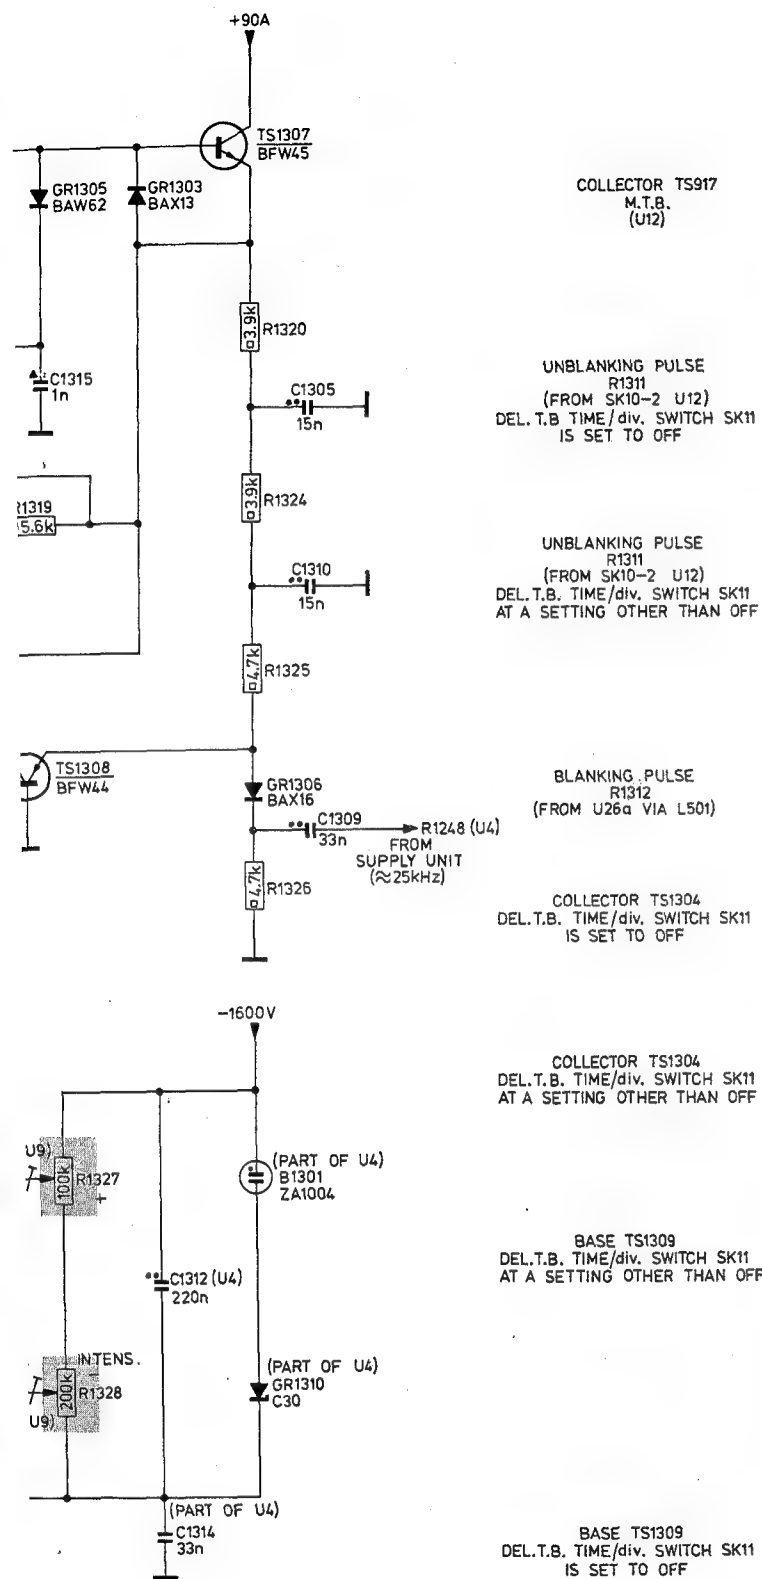 +90A
TS1307
BFW45
GR1305
BAW62
GR1303
BAX13
COLLECTOR TS917
M.T.B.
(U12)
3.9k
R1320
C1315
1n
C1305
15n
UNBLANKING PULSE
R1311
(FROM SK10-2 U12)
DEL.T.B TIME/div. SWITCH SK11
IS SET TO OFF
R1319
5.6k
3.9k
R1324
C1310
15n
UNBLANKING PULSE
R1311
(FROM SK10-2 U12)
DEL.T.B. TIME/div. SWITCH SK11
AT A SETTING OTHER THAN OFF
4.7k
R1325
TS1308
BFW44
GR1306
BAX16
C1309
33n
R1248 (U4)
FROM
SUPPLY UNIT
(≈25kHz)
BLANKING PULSE
R1312
(FROM U26a VIA L501)
4.7k
R1326
COLLECTOR TS1304
DEL.T.B. TIME/div. SWITCH SK11
IS SET TO OFF
-1600V
COLLECTOR TS1304
DEL.T.B. TIME/div. SWITCH SK11
AT A SETTING OTHER THAN OFF
U9)
100k
R1327
+
(PART OF U4)
B1301
ZA1004
C1312 (U4)
220n
BASE TS1309
DEL.T.B. TIME/div. SWITCH SK11
AT A SETTING OTHER THAN OFF
INTENS.
200k
R1328
U9)
(PART OF U4)
GR1310
C30
(PART OF U4)
C1314
33n
BASE TS1309
DEL.T.B. TIME/div. SWITCH SK11
IS SET TO OFF